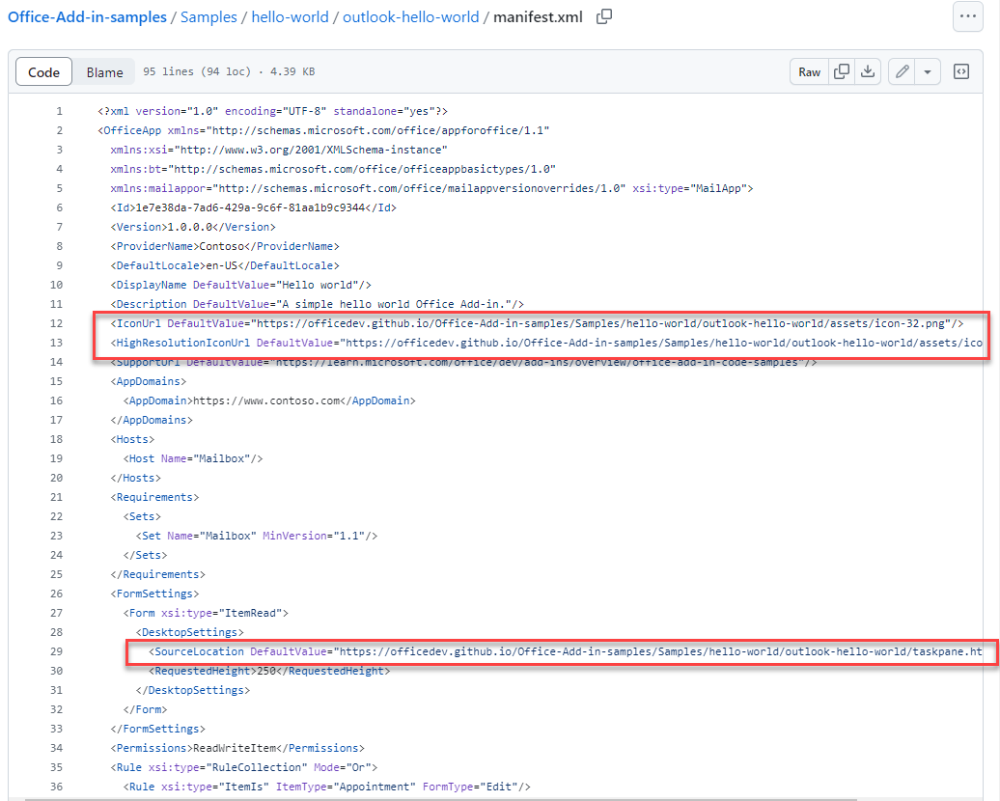 Office-Add-in-samples / Samples / hello-world / outlook-hello-world / manifest.xml
Code Blame 95 lines (94 loc) · 4.39 KB Raw
1 <?xml version="1.0" encoding="UTF-8" standalone="yes"?>
2 <OfficeApp xmlns="http://schemas.microsoft.com/office/appforoffice/1.1"
3 xmlns:xsi="http://www.w3.org/2001/XMLSchema-instance"
4 xmlns:bt="http://schemas.microsoft.com/office/officeappbasictypes/1.0"
5 xmlns:mailappor="http://schemas.microsoft.com/office/mailappversionoverrides/1.0" xsi:type="MailApp">
6 <Id>1e7e38da-7ad6-429a-9c6f-81aa1b9c9344</Id>
7 <Version>1.0.0.0</Version>
8 <ProviderName>Contoso</ProviderName>
9 <DefaultLocale>en-US</DefaultLocale>
10 <DisplayName DefaultValue="Hello world"/>
11 <Description DefaultValue="A simple hello world Office Add-in."/>
12 <IconUrl DefaultValue="https://officedev.github.io/Office-Add-in-samples/Samples/hello-world/outlook-hello-world/assets/icon-32.png"/>
13 <HighResolutionIconUrl DefaultValue="https://officedev.github.io/Office-Add-in-samples/Samples/hello-world/outlook-hello-world/assets/ico
14 <SupportUrl DefaultValue="https://learn.microsoft.com/office/dev/add-ins/overview/office-add-in-code-samples"/>
15 <AppDomains>
16 <AppDomain>https://www.contoso.com</AppDomain>
17 </AppDomains>
18 <Hosts>
19 <Host Name="Mailbox"/>
20 </Hosts>
21 <Requirements>
22 <Sets>
23 <Set Name="Mailbox" MinVersion="1.1"/>
24 </Sets>
25 </Requirements>
26 <FormSettings>
27 <Form xsi:type="ItemRead">
28 <DesktopSettings>
29 <SourceLocation DefaultValue="https://officedev.github.io/Office-Add-in-samples/Samples/hello-world/outlook-hello-world/taskpane.ht
30 <RequestedHeight>250</RequestedHeight>
31 </DesktopSettings>
32 </Form>
33 </FormSettings>
34 <Permissions>ReadWriteItem</Permissions>
35 <Rule xsi:type="RuleCollection" Mode="Or">
36 <Rule xsi:type="ItemIs" ItemType="Appointment" FormType="Edit"/>